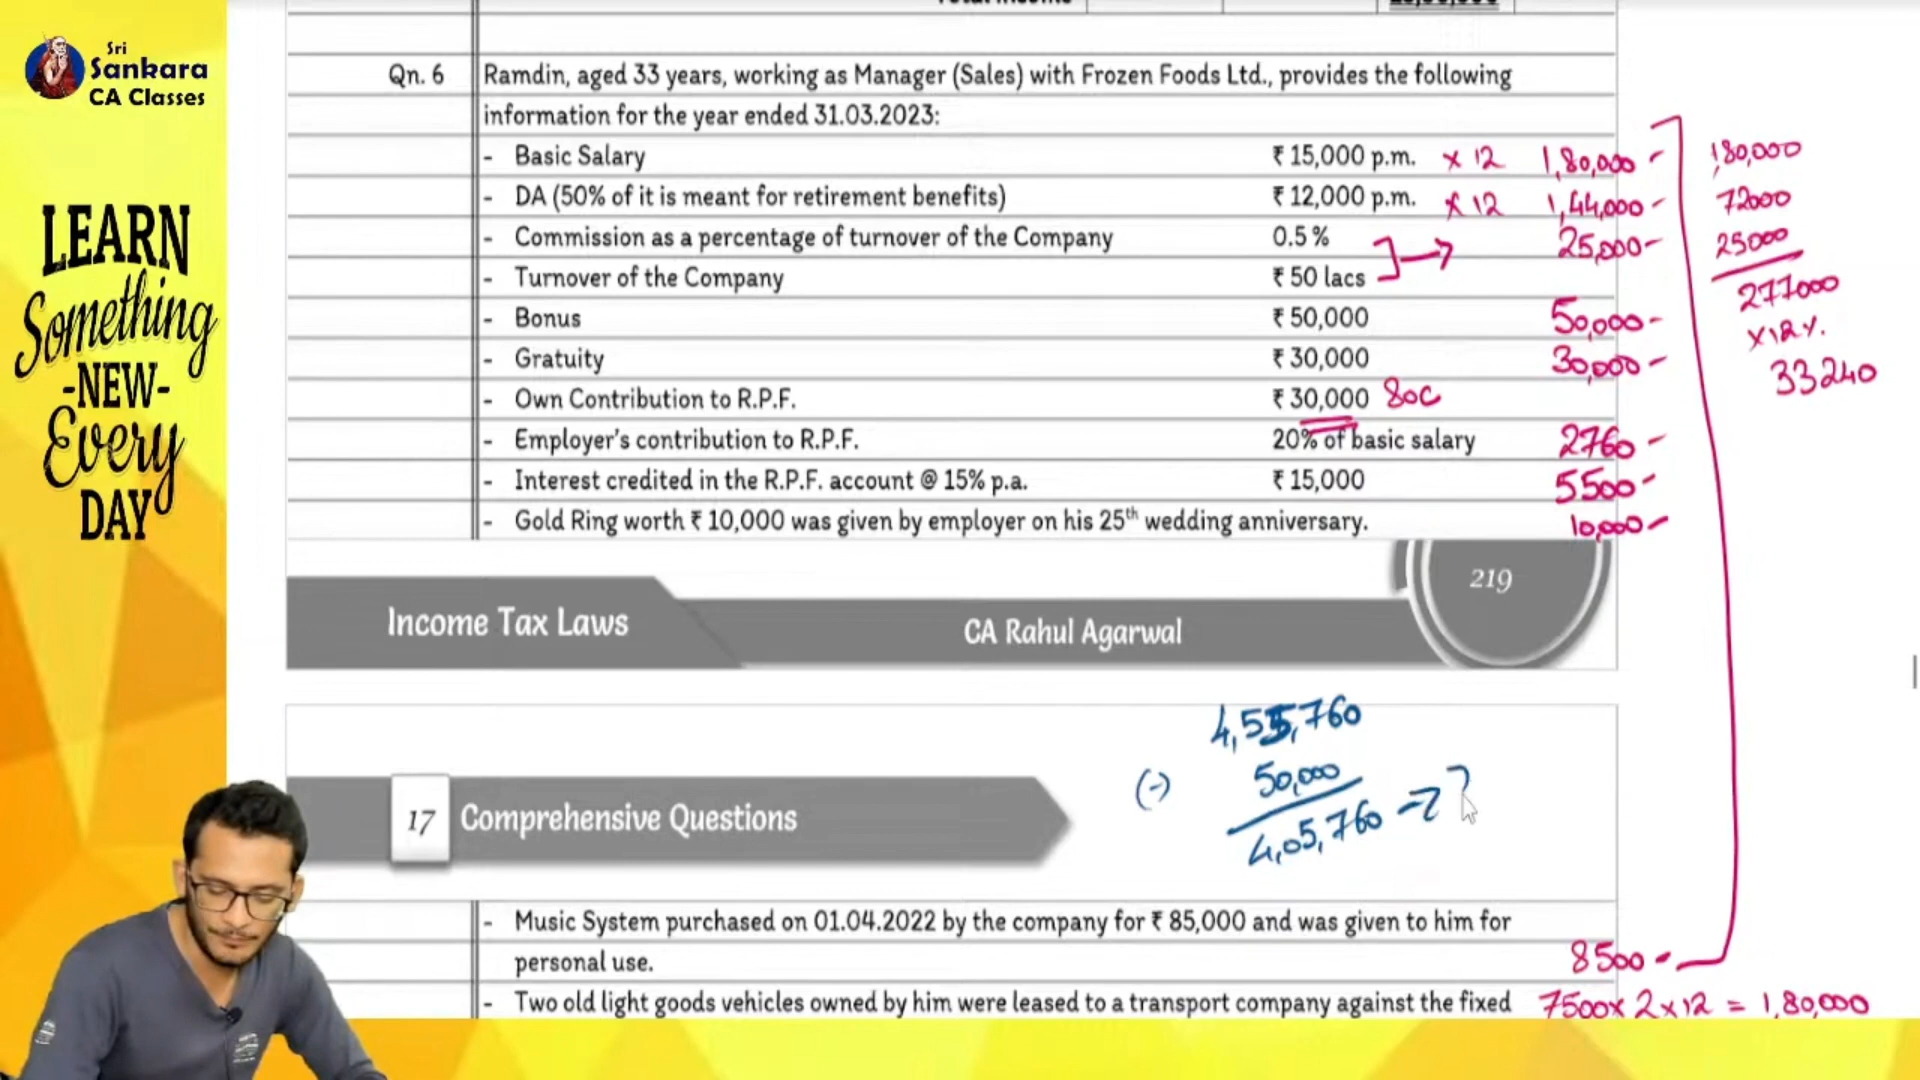 Sri
Sankara
CA Classes
LEARN
Something
-NEW-
Every
DAY
Qn. 6 Ramdin, aged 33 years, working as Manager (Sales) with Frozen Foods Ltd., provides the following
information for the year ended 31.03.2023:
- Basic Salary ₹ 15,000 p.m. x 12 1,80,000 -
- DA (50% of it is meant for retirement benefits) ₹ 12,000 p.m. x 12 1,44,000 -
- Commission as a percentage of turnover of the Company 0.5% 25,000 -
- Turnover of the Company ₹ 50 lacs
- Bonus ₹ 50,000 50,000 -
- Gratuity ₹ 30,000 30,000 -
- Own Contribution to R.P.F. ₹ 30,000 80C
- Employer's contribution to R.P.F. 20% of basic salary 2760 -
- Interest credited in the R.P.F. account @ 15% p.a. ₹ 15,000 5500 -
- Gold Ring worth ₹ 10,000 was given by employer on his 25th wedding anniversary. 10,000 -
180,000
72000
25000
277000
x12%
33240
219
Income Tax Laws CA Rahul Agarwal
4,55,760
(-) 50,000
4,05,760
17 Comprehensive Questions
- Music System purchased on 01.04.2022 by the company for ₹ 85,000 and was given to him for
personal use. 8500 -
- Two old light goods vehicles owned by him were leased to a transport company against the fixed 7500 x 2 x 12 = 1,80,000